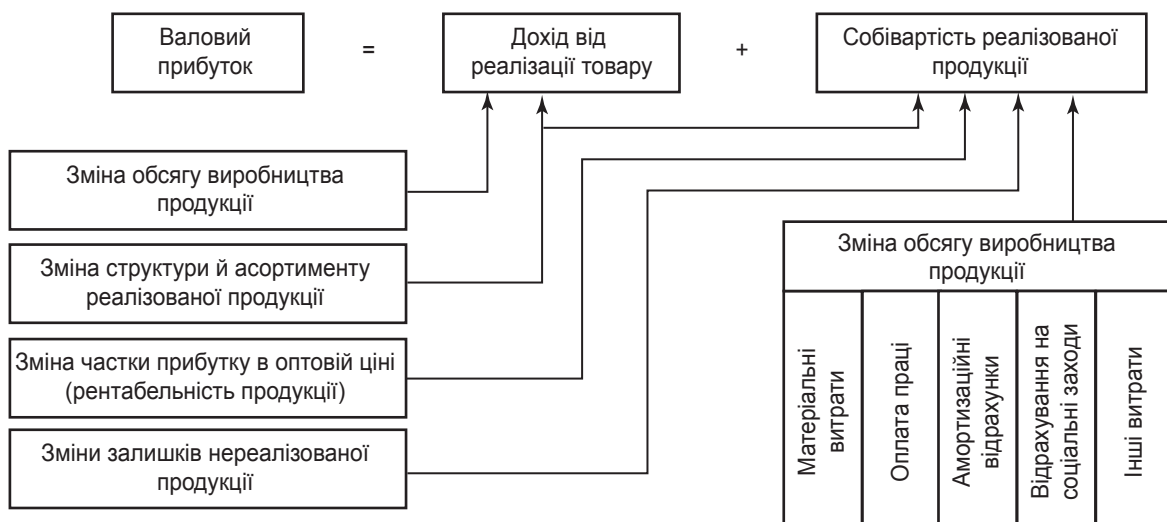 Валовий
прибуток
=
Дохід від
реалізації товару
+
Собівартість реалізованої
продукції
Зміна обсягу виробництва
продукції
Зміна структури й асортименту
реалізованої продукції
Зміна частки прибутку в оптовій ціні
(рентабельність продукції)
Зміни залишків нереалізованої
продукції
Зміна обсягу виробництва
продукції
Матеріальні
витрати
Оплата праці
Амортизаційні
відрахунки
Відрахування на
соціальні заходи
Інші витрати